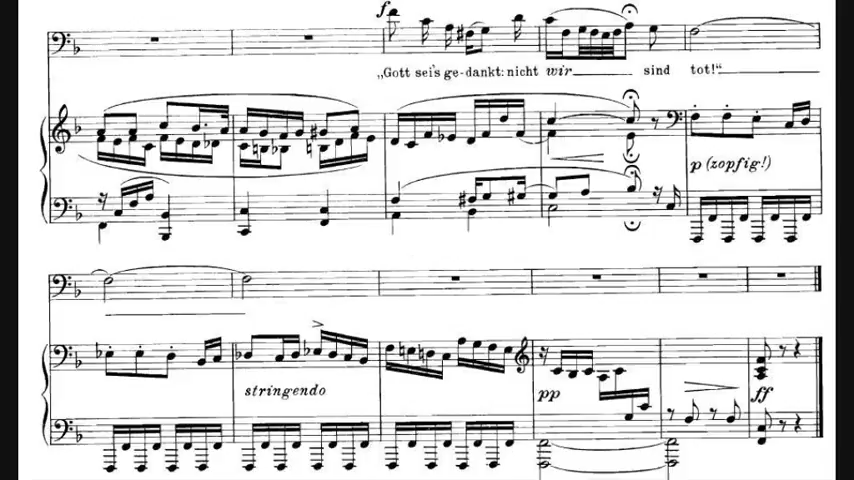 f
„Gott sei's ge-dankt: nicht wir sind tot!"
p (zopfig!)
stringendo
pp
ff